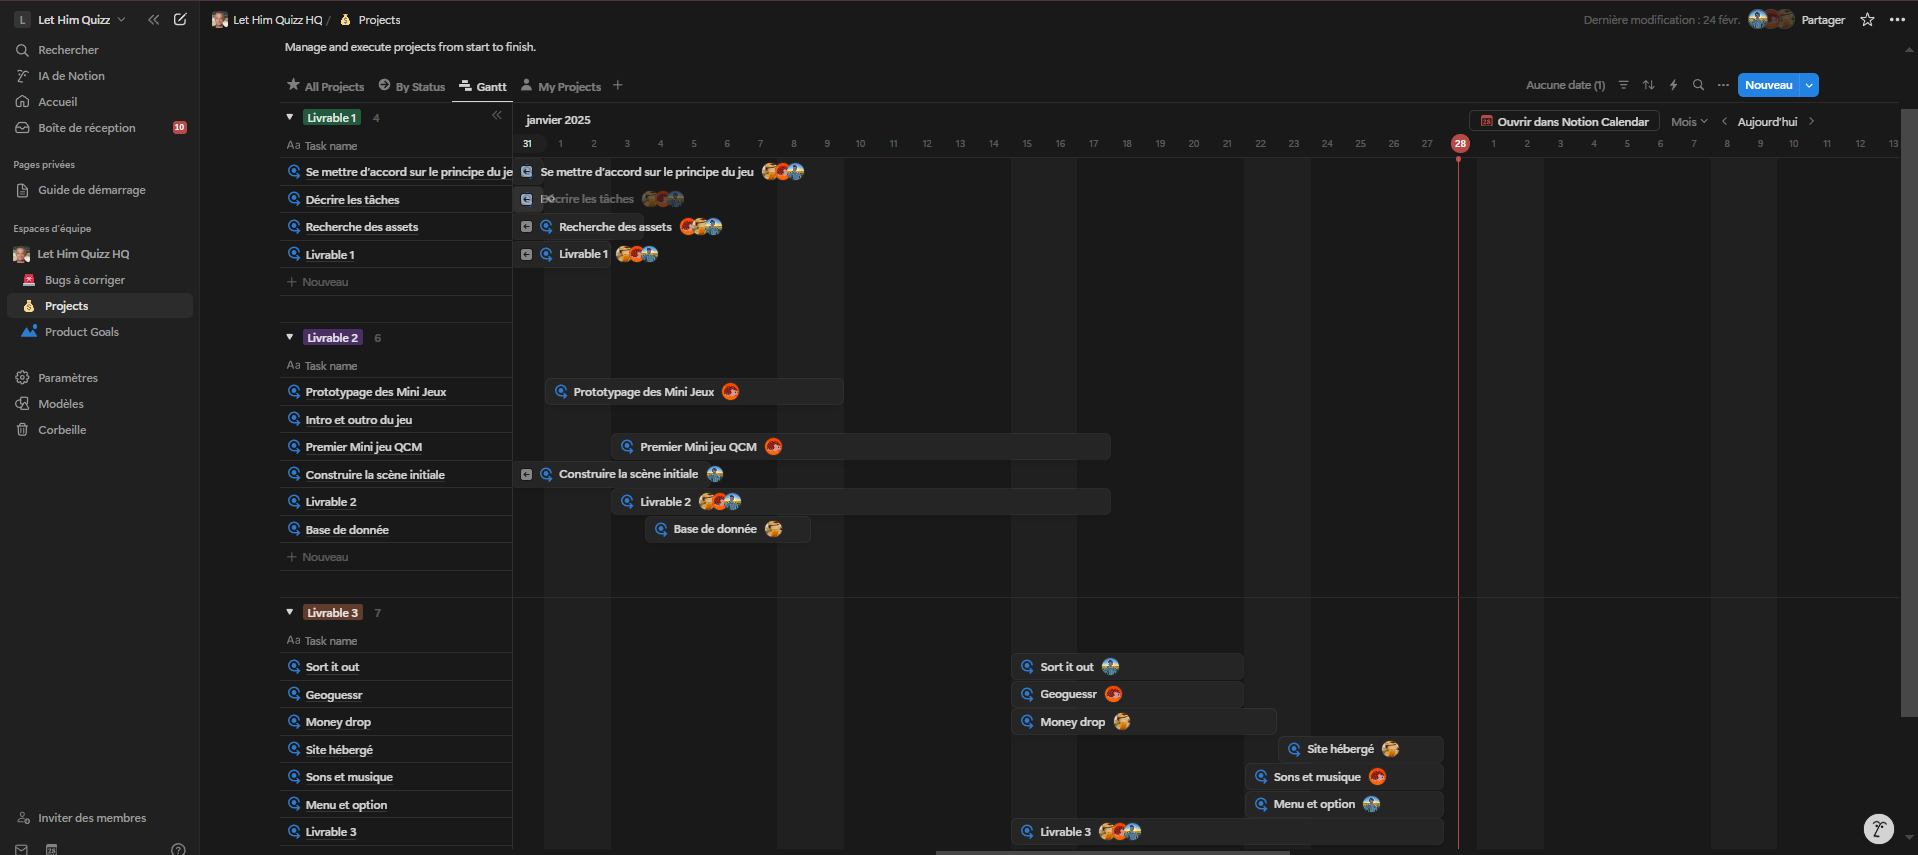 L Let Him Quizz
Rechercher
IA de Notion
Accueil
Boîte de réception 10
Pages privées
Guide de démarrage
Espaces d'équipe
Let Him Quizz HQ
Bugs à corriger
Projects
Product Goals
Paramètres
Modèles
Corbeille
Inviter des membres
Let Him Quizz HQ / Projects
Dernière modification : 24 févr.
Partager
Manage and execute projects from start to finish.
All Projects By Status Gantt My Projects
Aucune date (1) Nouveau
Livrable 1 4
Aa Task name
Se mettre d'accord sur le principe du je
Décrire les tâches
Recherche des assets
Livrable 1
+ Nouveau
Livrable 2 6
Aa Task name
Prototypage des Mini Jeux
Intro et outro du jeu
Premier Mini jeu QCM
Construire la scène initiale
Livrable 2
Base de donnée
+ Nouveau
Livrable 3 7
Aa Task name
Sort it out
Geoguessr
Money drop
Site hébergé
Sons et musique
Menu et option
Livrable 3
janvier 2025
Ouvrir dans Notion Calendar Mois Aujourd'hui
31 1 2 3 4 5 6 7 8 9 10 11 12 13 14 15 16 17 18 19 20 21 22 23 24 25 26 27 28 1 2 3 4 5 6 7 8 9 10 11 12 13
Se mettre d'accord sur le principe du jeu
Décrire les tâches
Recherche des assets
Livrable 1
Prototypage des Mini Jeux
Premier Mini jeu QCM
Construire la scène initiale
Livrable 2
Base de donnée
Sort it out
Geoguessr
Money drop
Site hébergé
Sons et musique
Menu et option
Livrable 3